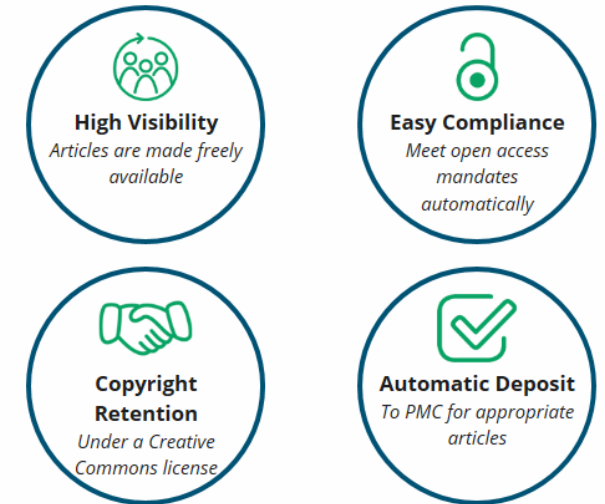 High Visibility
Articles are made freely
available
Easy Compliance
Meet open access
mandates
automatically
Copyright
Retention
Under a Creative
Commons license
Automatic Deposit
To PMC for appropriate
articles